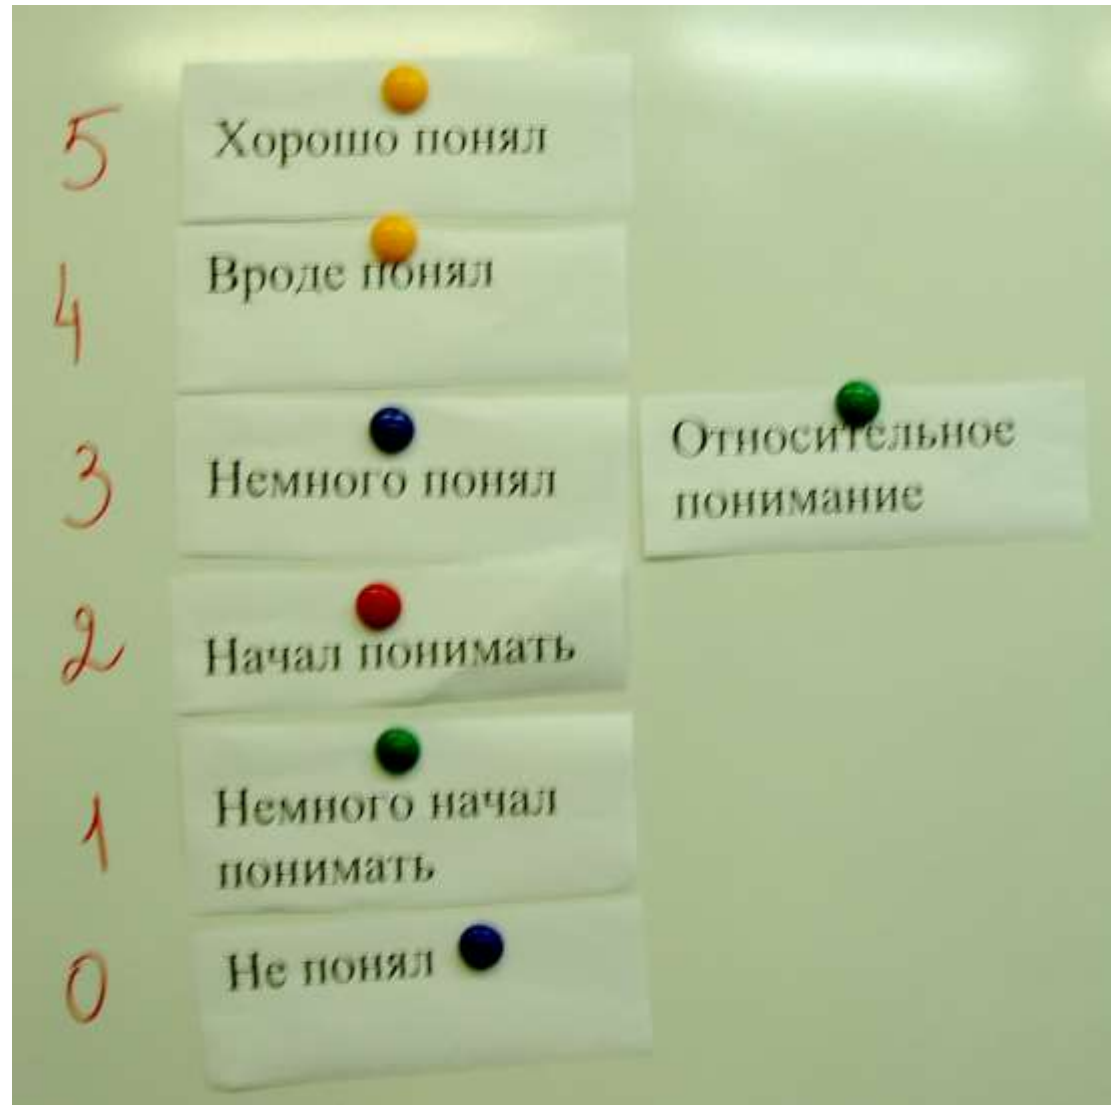 5
Хорошо понял
4
Вроде понял
3
Немного понял
Относительное
понимание
2
Начал понимать
1
Немного начал
понимать
0
Не понял